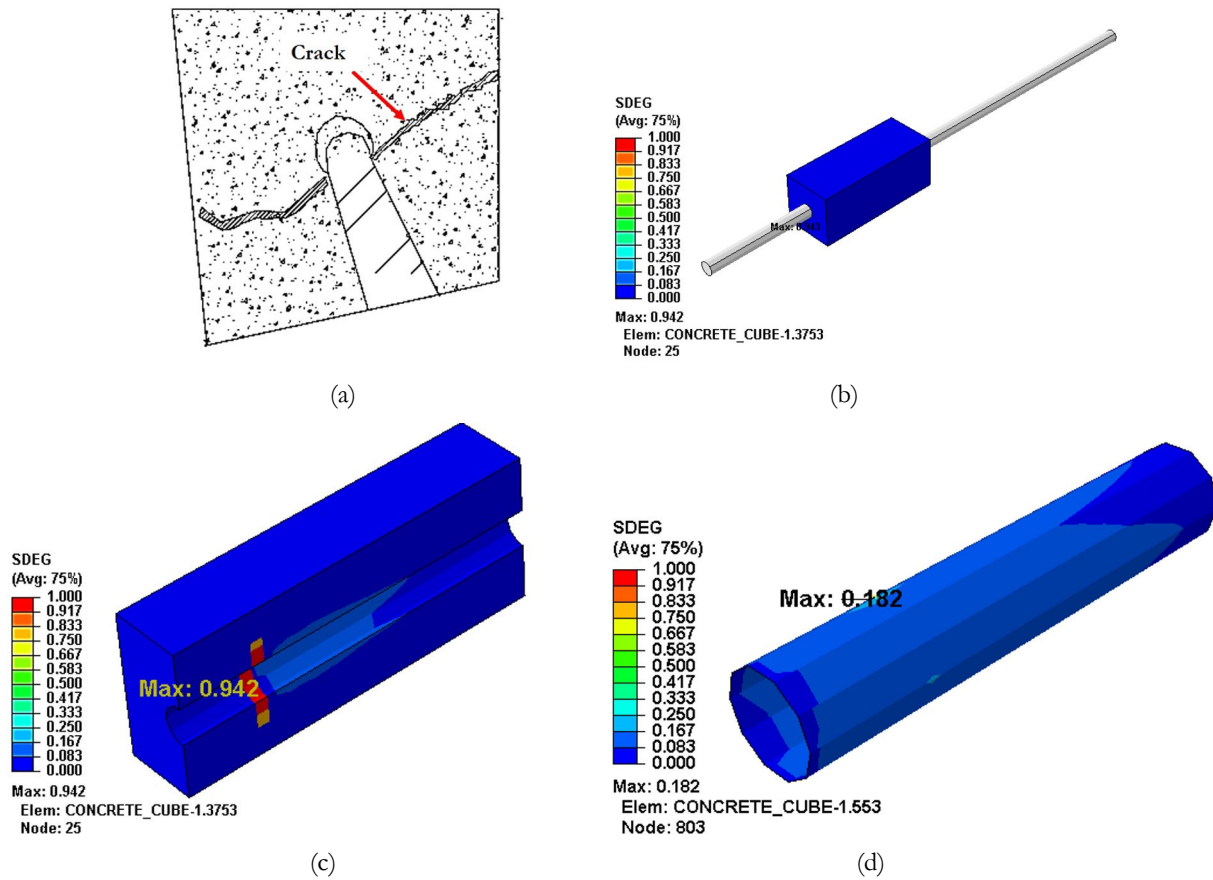 Crack
SDEG
(Avg: 75%)
1.000
0.917
0.833
0.750
0.667
0.583
0.500
0.417
0.333
0.250
0.167
0.083
0.000
Max: 0.942
Elem: CONCRETE_CUBE-1.3753
Node: 25
Max:
(a)
(b)
SDEG
(Avg: 75%)
1.000
0.917
0.833
0.750
0.667
0.583
0.500
0.417
0.333
0.250
0.167
0.083
0.000
Max: 0.942
Elem: CONCRETE_CUBE-1.3753
Node: 25
Max: 0.942
SDEG
(Avg: 75%)
1.000
0.917
0.833
0.750
0.667
0.583
0.500
0.417
0.333
0.250
0.167
0.083
0.000
Max: 0.182
Elem: CONCRETE_CUBE-1.553
Node: 803
Max: 0.182
(c)
(d)